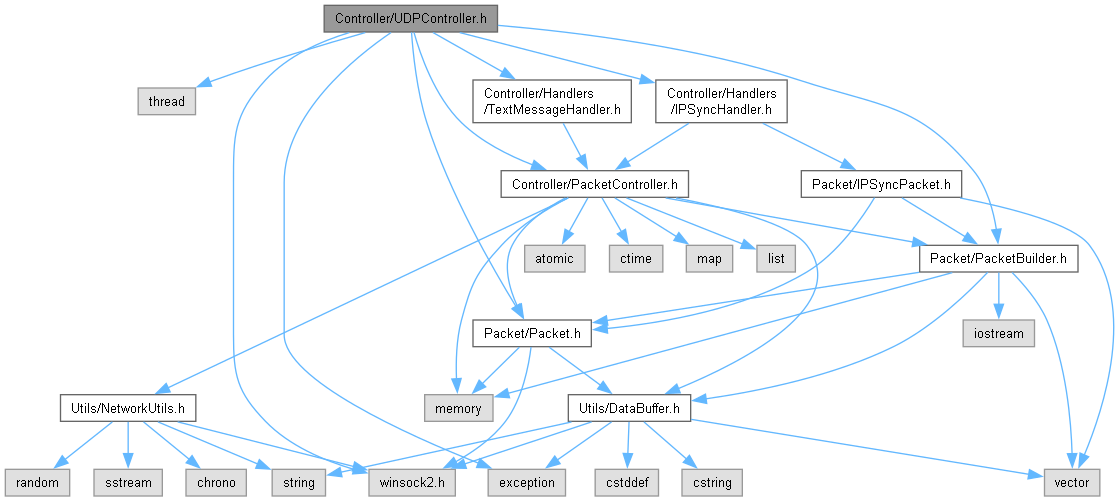 Controller/UDPController.h
thread
Controller/Handlers
/TextMessageHandler.h
Controller/Handlers
/IPSyncHandler.h
Controller/PacketController.h
Packet/IPSyncPacket.h
atomic
ctime
map
list
Packet/PacketBuilder.h
Packet/Packet.h
iostream
Utils/NetworkUtils.h
memory
Utils/DataBuffer.h
random
sstream
chrono
string
winsock2.h
exception
cstddef
cstring
vector